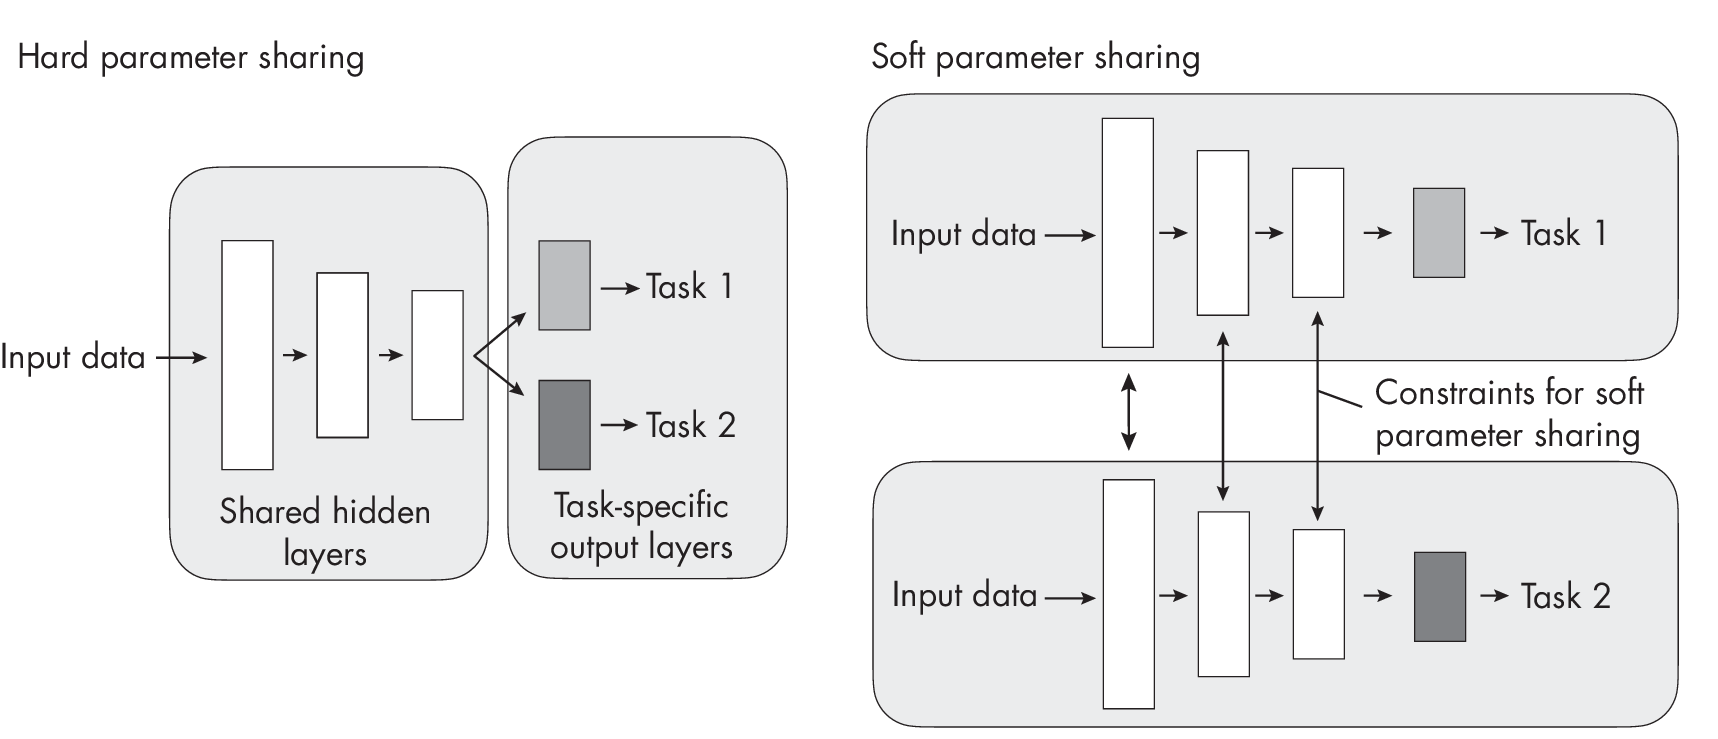 Hard parameter sharing
Input data
Shared hidden
layers
Task 1
Task 2
Task-specific
output layers
Soft parameter sharing
Input data
Task 1
Constraints for soft
parameter sharing
Input data
Task 2